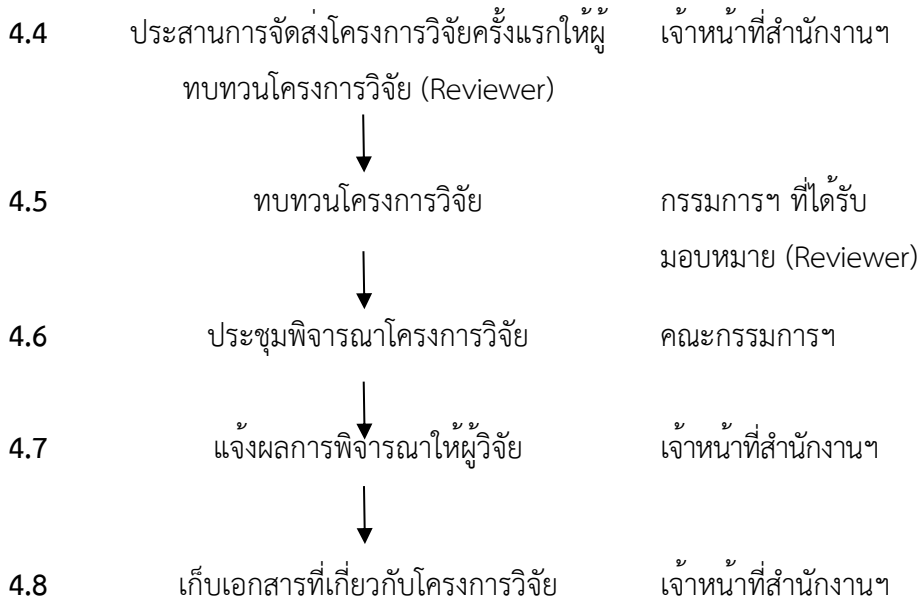 4.4 ประสานการจัดส่งโครงการวิจัยครั้งแรกให้ผู้ เจ้าหน้าที่สำนักงานฯ
ทบทวนโครงการวิจัย (Reviewer)
4.5 ทบทวนโครงการวิจัย กรรมการฯ ที่ได้รับ
มอบหมาย (Reviewer)
4.6 ประชุมพิจารณาโครงการวิจัย คณะกรรมการฯ
4.7 แจ้งผลการพิจารณาให้ผู้วิจัย เจ้าหน้าที่สำนักงานฯ
4.8 เก็บเอกสารที่เกี่ยวกับโครงการวิจัย เจ้าหน้าที่สำนักงานฯ